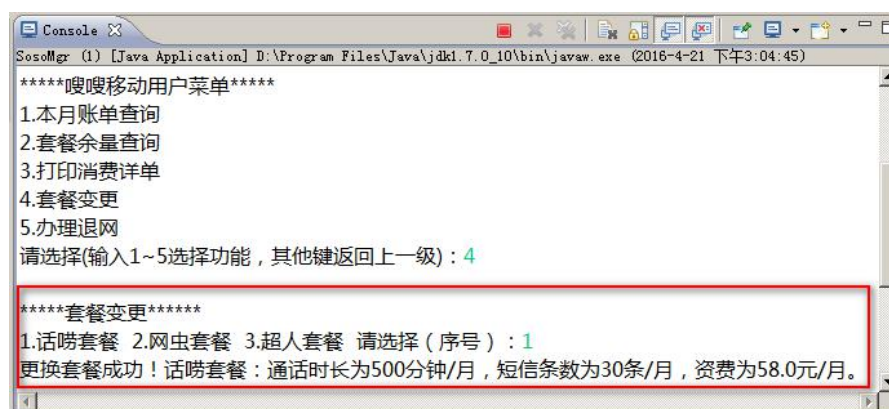 Console
SosoMgr (1) [Java Application] D:\Program Files\Java\jdk1.7.0_10\bin\javaw.exe (2016-4-21 下午3:04:45)
*****嗖嗖移动用户菜单*****
1.本月账单查询
2.套餐余量查询
3.打印消费详单
4.套餐变更
5.办理退网
请选择(输入1~5选择功能，其他键返回上一级)：4
*****套餐变更******
1.话唠套餐 2.网虫套餐 3.超人套餐 请选择（序号）：1
更换套餐成功！话唠套餐：通话时长为500分钟/月，短信条数为30条/月，资费为58.0元/月。